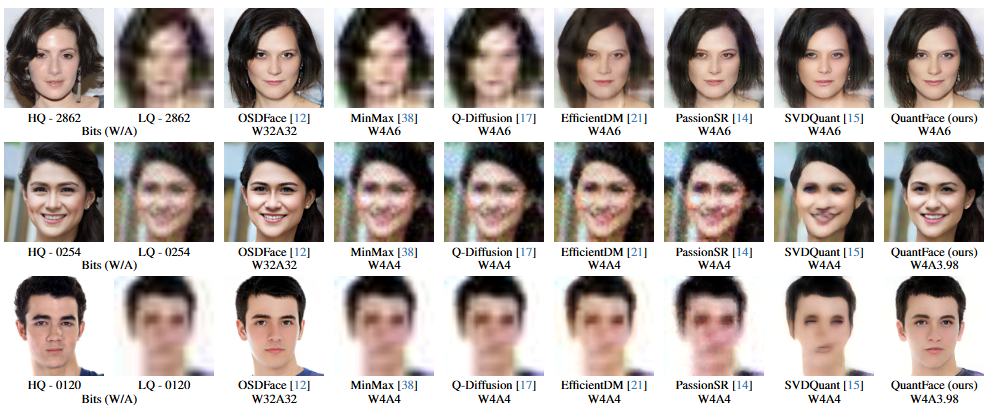 HQ - 2862 LQ - 2862 OSDFace [12] MinMax [38] Q-Diffusion [17] EfficientDM [21] PassionSR [14] SVDQuant [15] QuantFace (ours)
Bits (W/A) W32A32 W4A6 W4A6 W4A6 W4A6 W4A6 W4A6
HQ - 0254 LQ - 0254 OSDFace [12] MinMax [38] Q-Diffusion [17] EfficientDM [21] PassionSR [14] SVDQuant [15] QuantFace (ours)
Bits (W/A) W32A32 W4A4 W4A4 W4A4 W4A4 W4A4 W4A3.98
HQ - 0120 LQ - 0120 OSDFace [12] MinMax [38] Q-Diffusion [17] EfficientDM [21] PassionSR [14] SVDQuant [15] QuantFace (ours)
Bits (W/A) W32A32 W4A4 W4A4 W4A4 W4A4 W4A4 W4A3.98